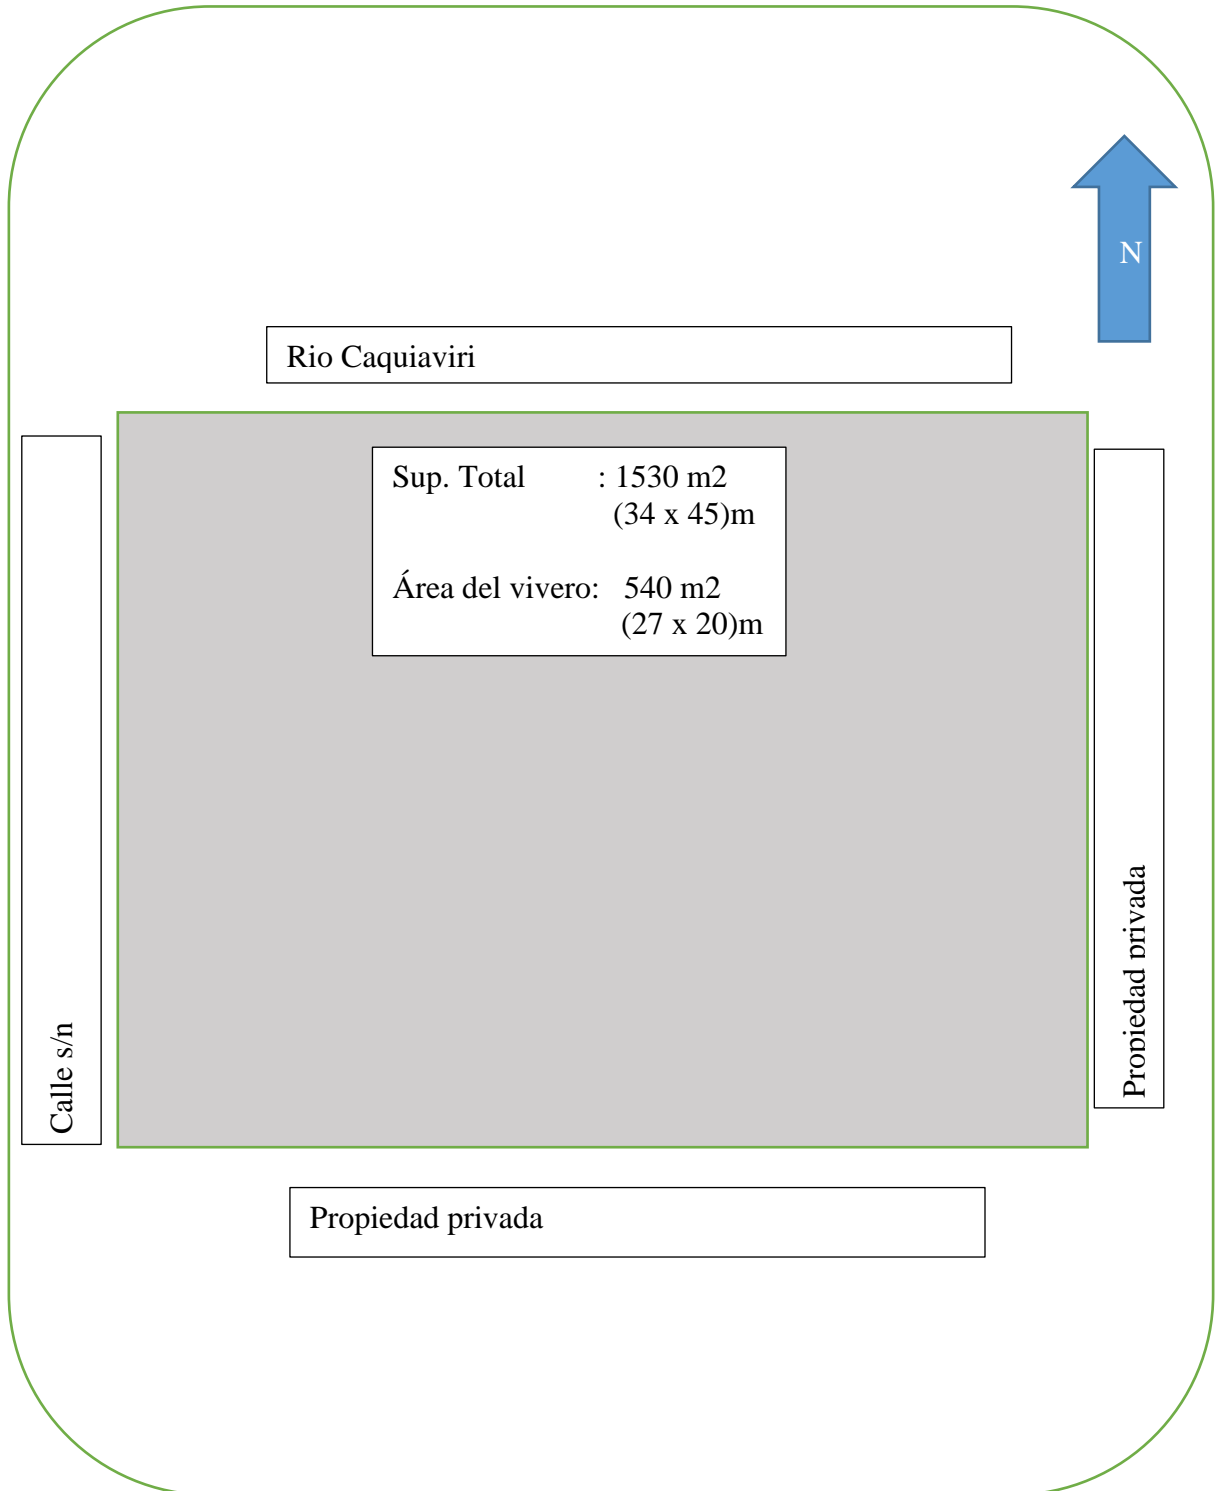 N
Rio Caquiaviri
Sup. Total : 1530 m2
(34 x 45)m
Área del vivero: 540 m2
(27 x 20)m
Calle s/n
Propiedad privada
Propiedad privada